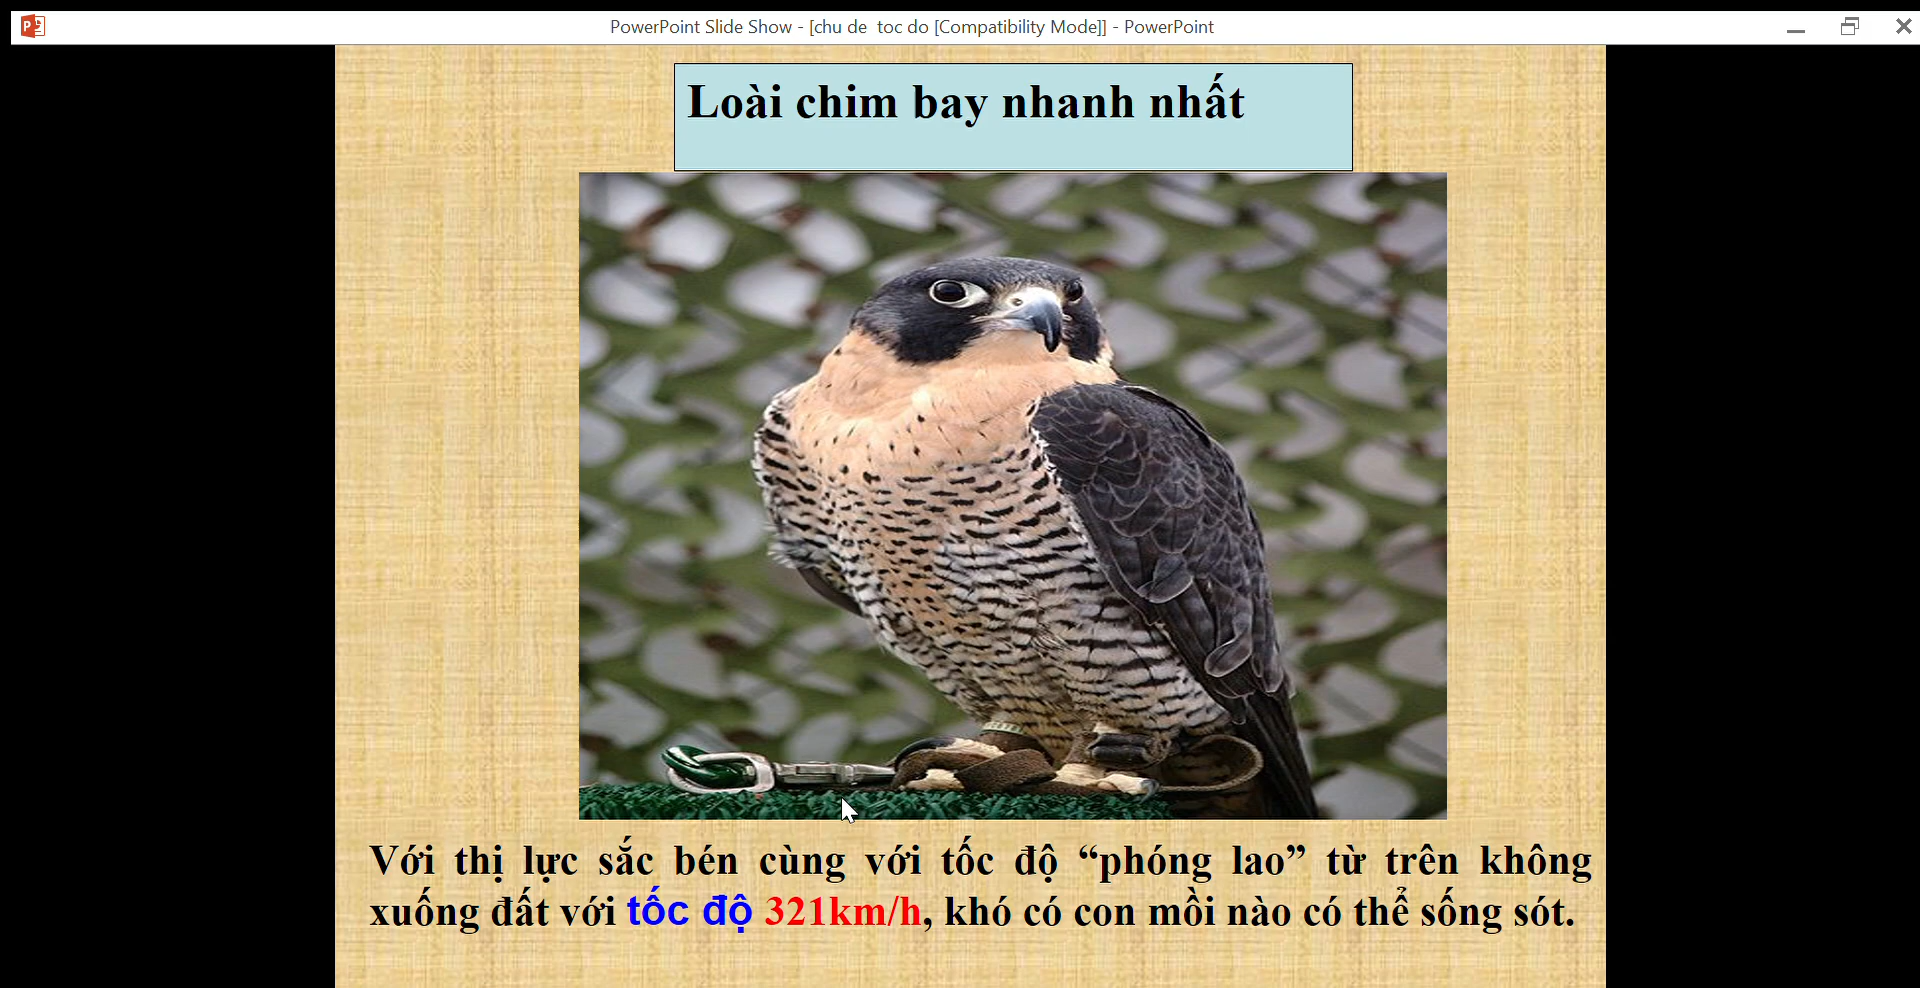 PowerPoint Slide Show - [chu de  toc do [Compatibility Mode]] - PowerPoint
Loài chim bay nhanh nhất
Với thị lực sắc bén cùng với tốc độ “phóng lao” từ trên không
xuống đất với tốc độ 321km/h, khó có con mồi nào có thể sống sót.